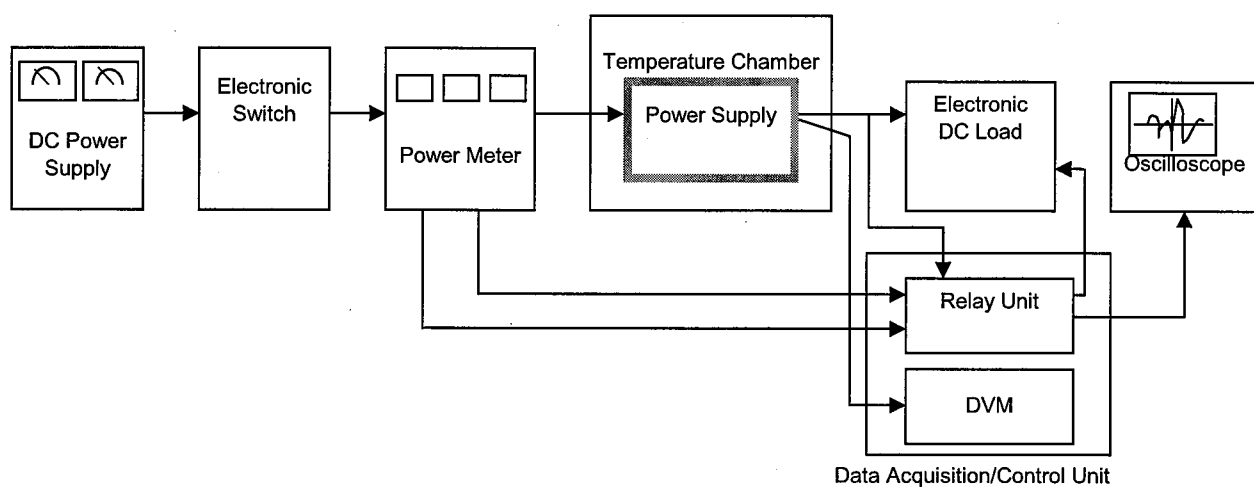 DC Power
Supply
Electronic
Switch
Power Meter
Temperature Chamber
Power Supply
Electronic
DC Load
Oscilloscope
Relay Unit
DVM
Data Acquisition/Control Unit